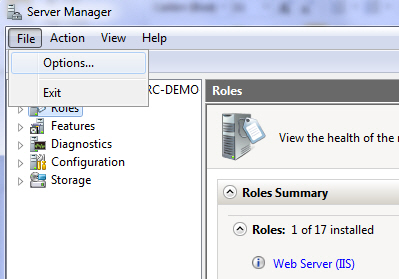 Server Manager
File Action View Help
Options...
Exit
RC-DEMO
Roles
Features
Diagnostics
Configuration
Storage
Roles
View the health of the r
Roles Summary
Roles: 1 of 17 installed
Web Server (IIS)